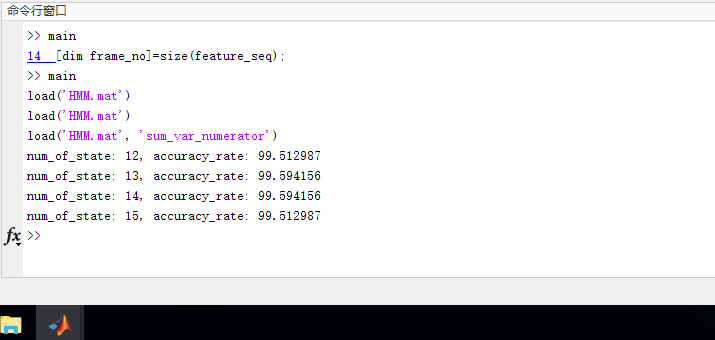 命令行窗口
>> main
14  [dim frame_no]=size(feature_seq);
>> main
load('HMM.mat')
load('HMM.mat')
load('HMM.mat', 'sum_var_numerator')
num_of_state: 12, accuracy_rate: 99.512987
num_of_state: 13, accuracy_rate: 99.594156
num_of_state: 14, accuracy_rate: 99.594156
num_of_state: 15, accuracy_rate: 99.512987
fx >>